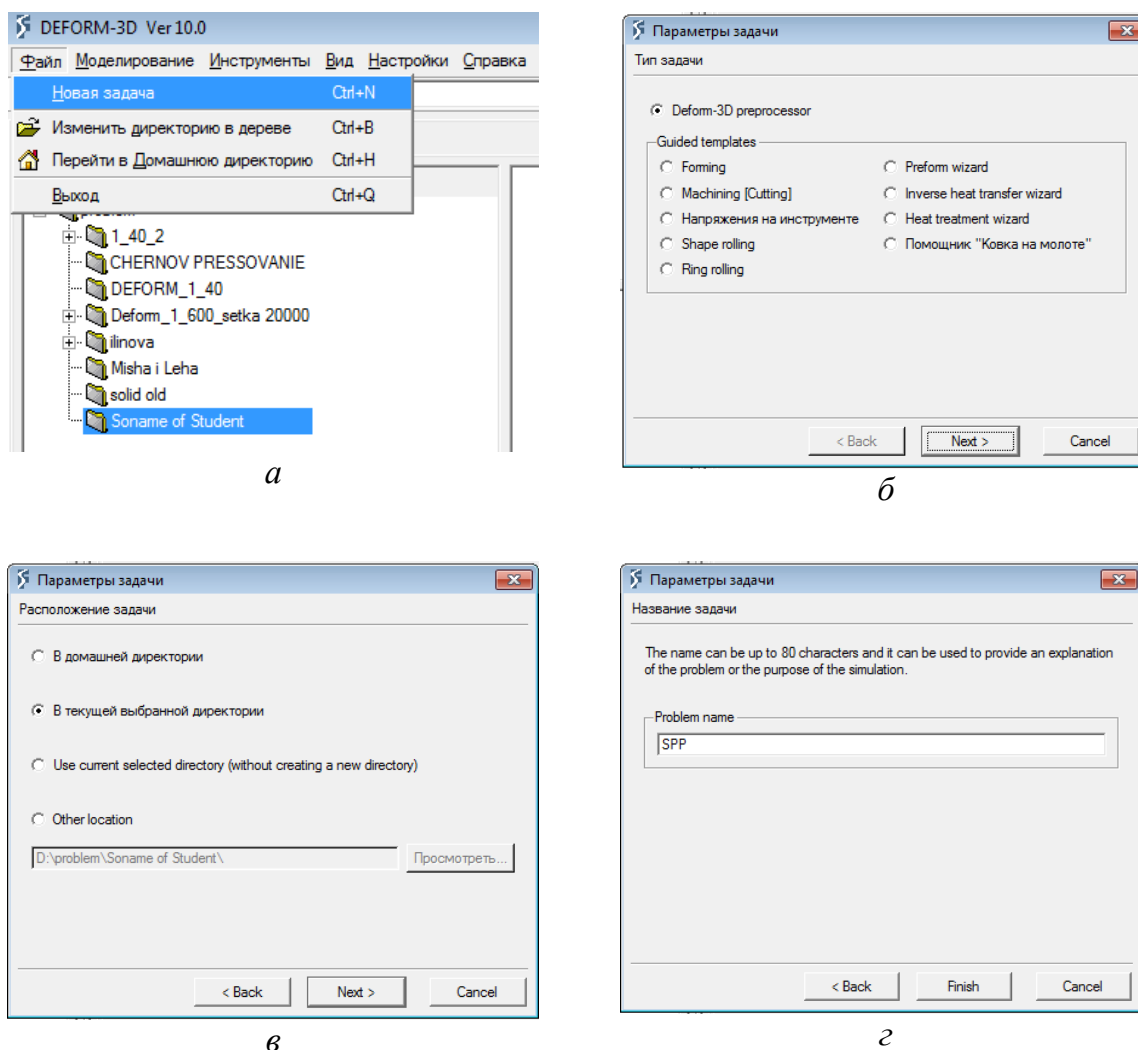 DEFORM-3D Ver 10.0
Файл Моделирование Инструменты Вид Настройки Справка
Новая задача Ctrl+N
Изменить директорию в дереве Ctrl+B
Перейти в Домашнюю директорию Ctrl+H
Выход Ctrl+Q
1_40_2
CHERNOV PRESSOVANIE
DEFORM_1_40
Deform_1_600_setka 20000
ilinova
Misha i Leha
solid old
Soname of Student
а
Параметры задачи
Тип задачи
Deform-3D preprocessor
Guided templates
Forming Preform wizard
Machining [Cutting] Inverse heat transfer wizard
Напряжения на инструменте Heat treatment wizard
Shape rolling Помощник "Ковка на молоте"
Ring rolling
< Back Next > Cancel
б
Параметры задачи
Расположение задачи
В домашней директории
В текущей выбранной директории
Use current selected directory (without creating a new directory)
Other location
D:\problem\Soname of Student\ Просмотреть...
< Back Next > Cancel
в
Параметры задачи
Название задачи
The name can be up to 80 characters and it can be used to provide an explanation
of the problem or the purpose of the simulation.
Problem name
SPP
< Back Finish Cancel
г